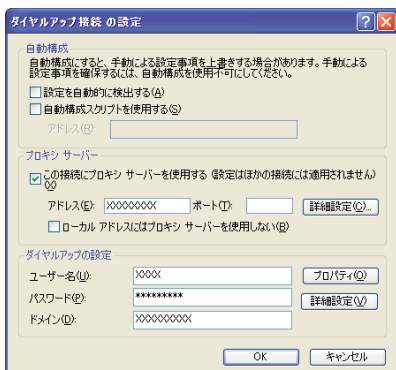 ダイヤルアップ接続 の設定
自動構成
自動構成にすると、手動による設定事項を上書きする場合があります。手動による
設定事項を確保するには、自動構成を使用不可にしてください。
設定を自動的に検出する(A)
自動構成スクリプトを使用する(S)
アドレス(R):
プロキシ サーバー
この接続にプロキシ サーバーを使用する (設定はほかの接続には適用されません)
(X)
アドレス(E): XXXXXXXX ポート(T): 詳細設定(C)...
ローカル アドレスにはプロキシ サーバーを使用しない(B)
ダイヤルアップの設定
ユーザー名(U): XXXX プロパティ(O)
パスワード(P): ********* 詳細設定(V)
ドメイン(D): XXXXXXXXX
OK キャンセル